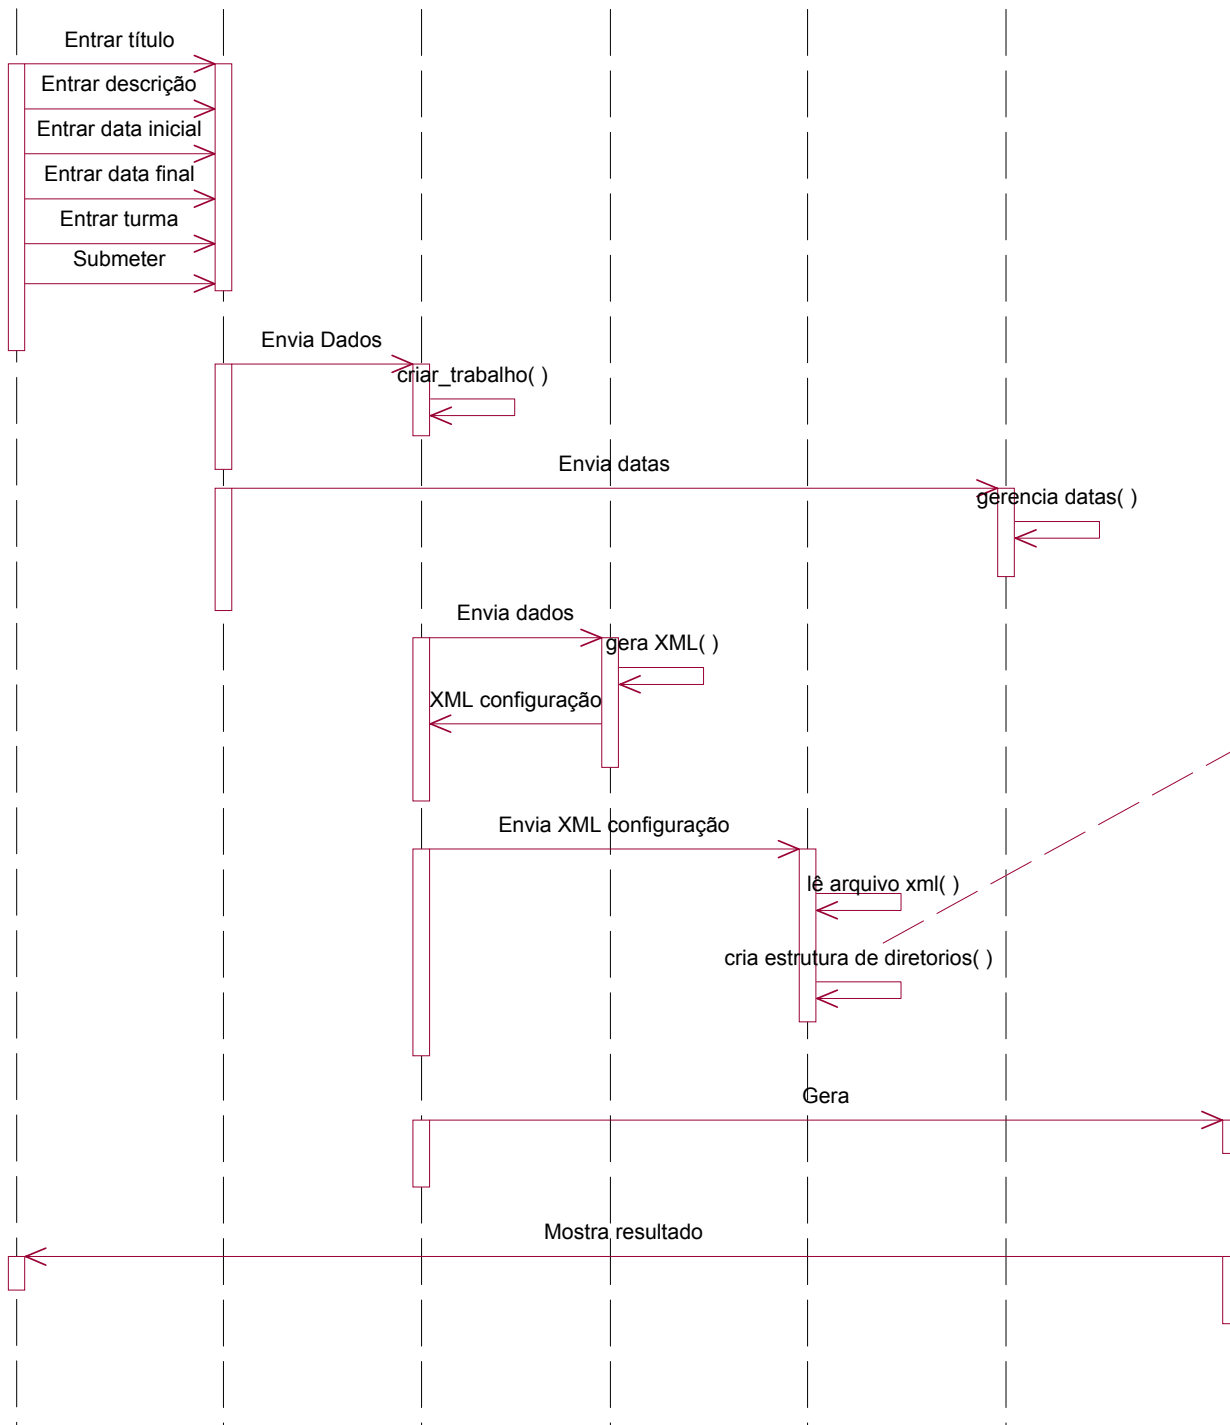 Entrar título
Entrar descrição
Entrar data inicial
Entrar data final
Entrar turma
Submeter
Envia Dados
criar_trabalho( )
Envia datas
gerencia datas( )
Envia dados
gera XML( )
XML configuração
Envia XML configuração
lê arquivo xml( )
cria estrutura de diretorios( )
Gera
Mostra resultado